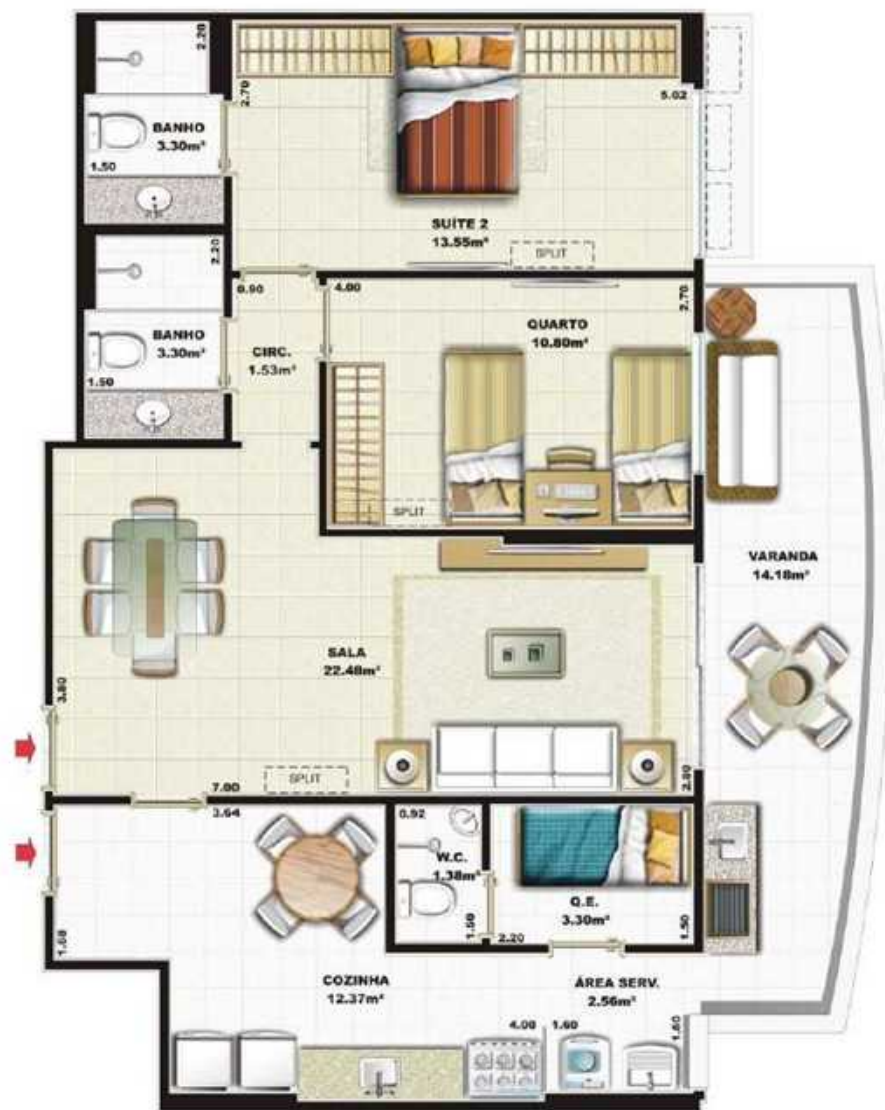 2.20
2.70
5.02
BANHO
3.30m²
1.50
SUÍTE 2
13.55m²
SPLIT
2.20
0.90
4.00
2.70
BANHO
3.30m²
1.50
CIRC.
1.53m²
QUARTO
10.80m²
SPLIT
VARANDA
14.18m²
SALA
22.48m²
3.80
SPLIT
7.00
2.80
3.64
0.92
W.C.
1.38m²
1.50
Q.E.
3.30m²
2.20
1.50
1.68
COZINHA
12.37m²
ÁREA SERV.
2.56m²
4.08
1.60
1.60